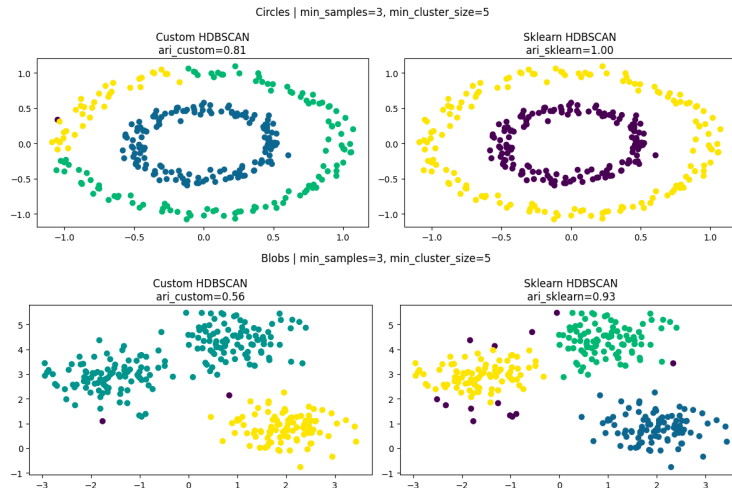 Circles | min_samples=3, min_cluster_size=5
Custom HDBSCAN
ari_custom=0.81
Sklearn HDBSCAN
ari_sklearn=1.00
1.0
0.5
0.0
−0.5
−1.0
−1.0 −0.5 0.0 0.5 1.0
1.0
0.5
0.0
−0.5
−1.0
−1.0 −0.5 0.0 0.5 1.0
Blobs | min_samples=3, min_cluster_size=5
Custom HDBSCAN
ari_custom=0.56
Sklearn HDBSCAN
ari_sklearn=0.93
5
4
3
2
1
0
−1
−3 −2 −1 0 1 2 3
5
4
3
2
1
0
−1
−3 −2 −1 0 1 2 3